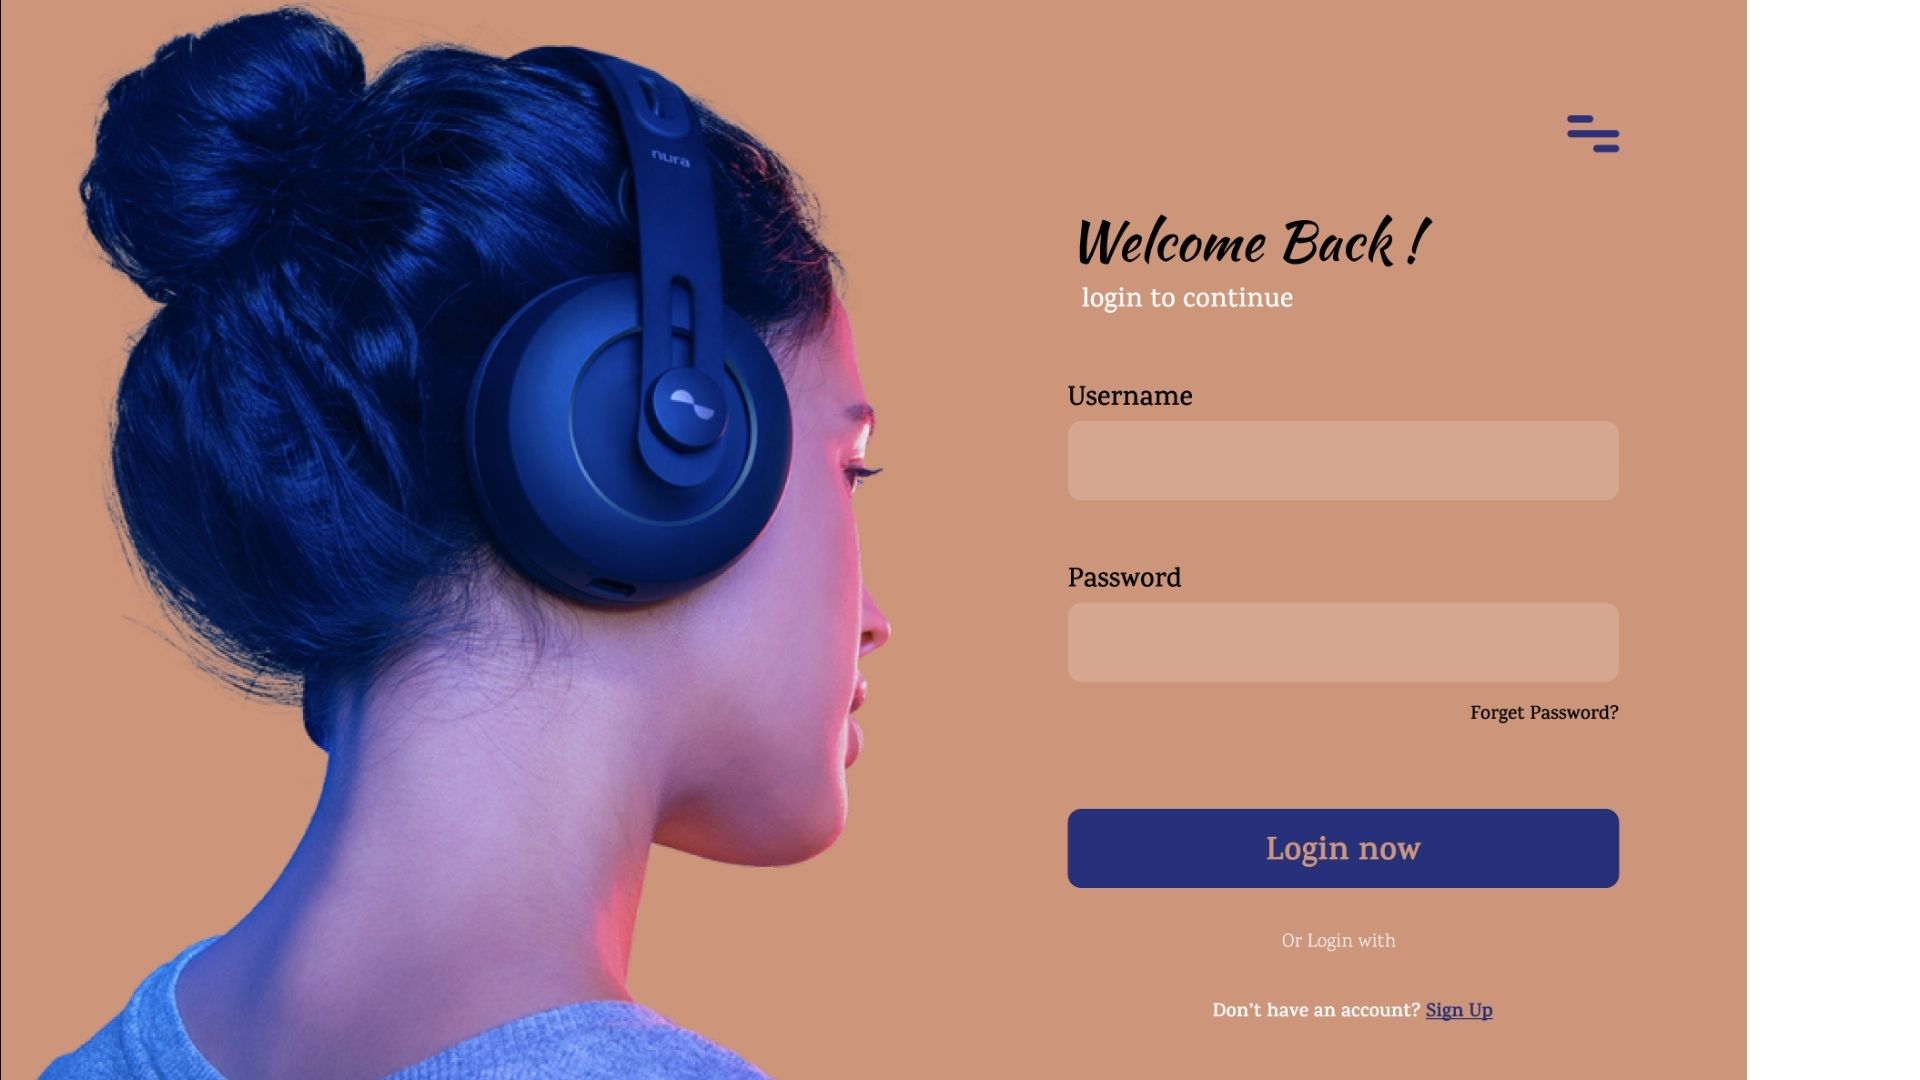 nura
Welcome Back !
login to continue
Username
Password
Forget Password?
Login now
Or Login with
Don’t have an account? Sign Up